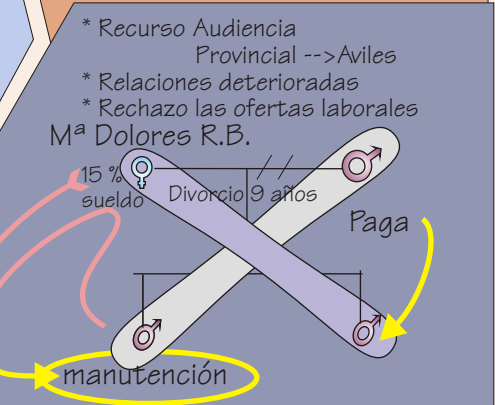 * Recurso Audiencia
Provincial -->Aviles
* Relaciones deterioradas
* Rechazo las ofertas laborales
Mª Dolores R.B.
15 %
sueldo
Divorcio 9 años
Paga
manutención